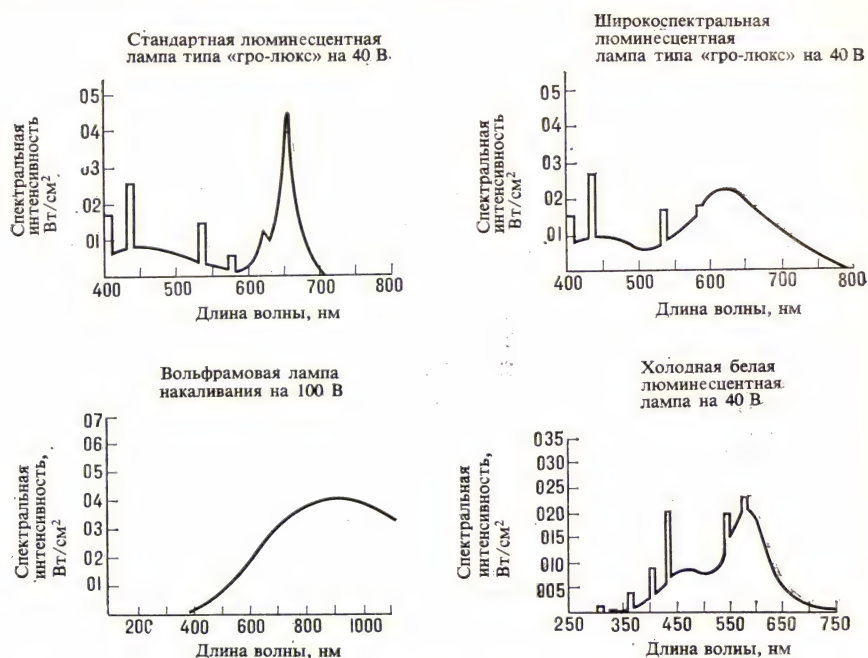 Стандартная люминесцентная
лампа типа «гро-люкс» на 40 В
Спектральная
интенсивность
Вт/см²
05
04
03
02
01
400 500 600 700 800
Длина волны, нм
Широкоспектральная
люминесцентная
лампа типа «гро-люкс» на 40 В
Спектральная
интенсивность
Вт/см²
05
04
03
02
01
400 500 600 700 800
Длина волны, нм
Вольфрамовая лампа
накаливания на 100 В
Спектральная
интенсивность,
Вт/см²
07
06
05
04
03
02
01
200 400 600 800 1000
Длина волны, нм
Холодная белая
люминесцентная
лампа на 40 В
Спектральная
интенсивность,
Вт/см²
035
030
025
020
015
010
005
250 350 450 550 650 750
Длина волны, нм